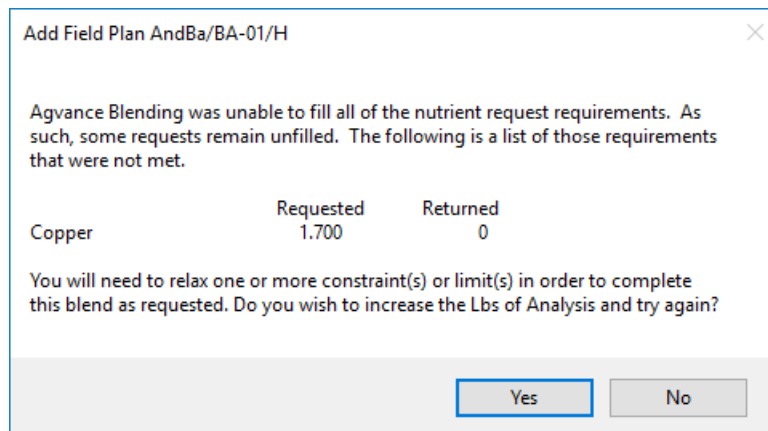 Add Field Plan AndBa/BA-01/H
Agvance Blending was unable to fill all of the nutrient request requirements. As
such, some requests remain unfilled. The following is a list of those requirements
that were not met.
Requested Returned
Copper 1.700 0
You will need to relax one or more constraint(s) or limit(s) in order to complete
this blend as requested. Do you wish to increase the Lbs of Analysis and try again?
Yes No